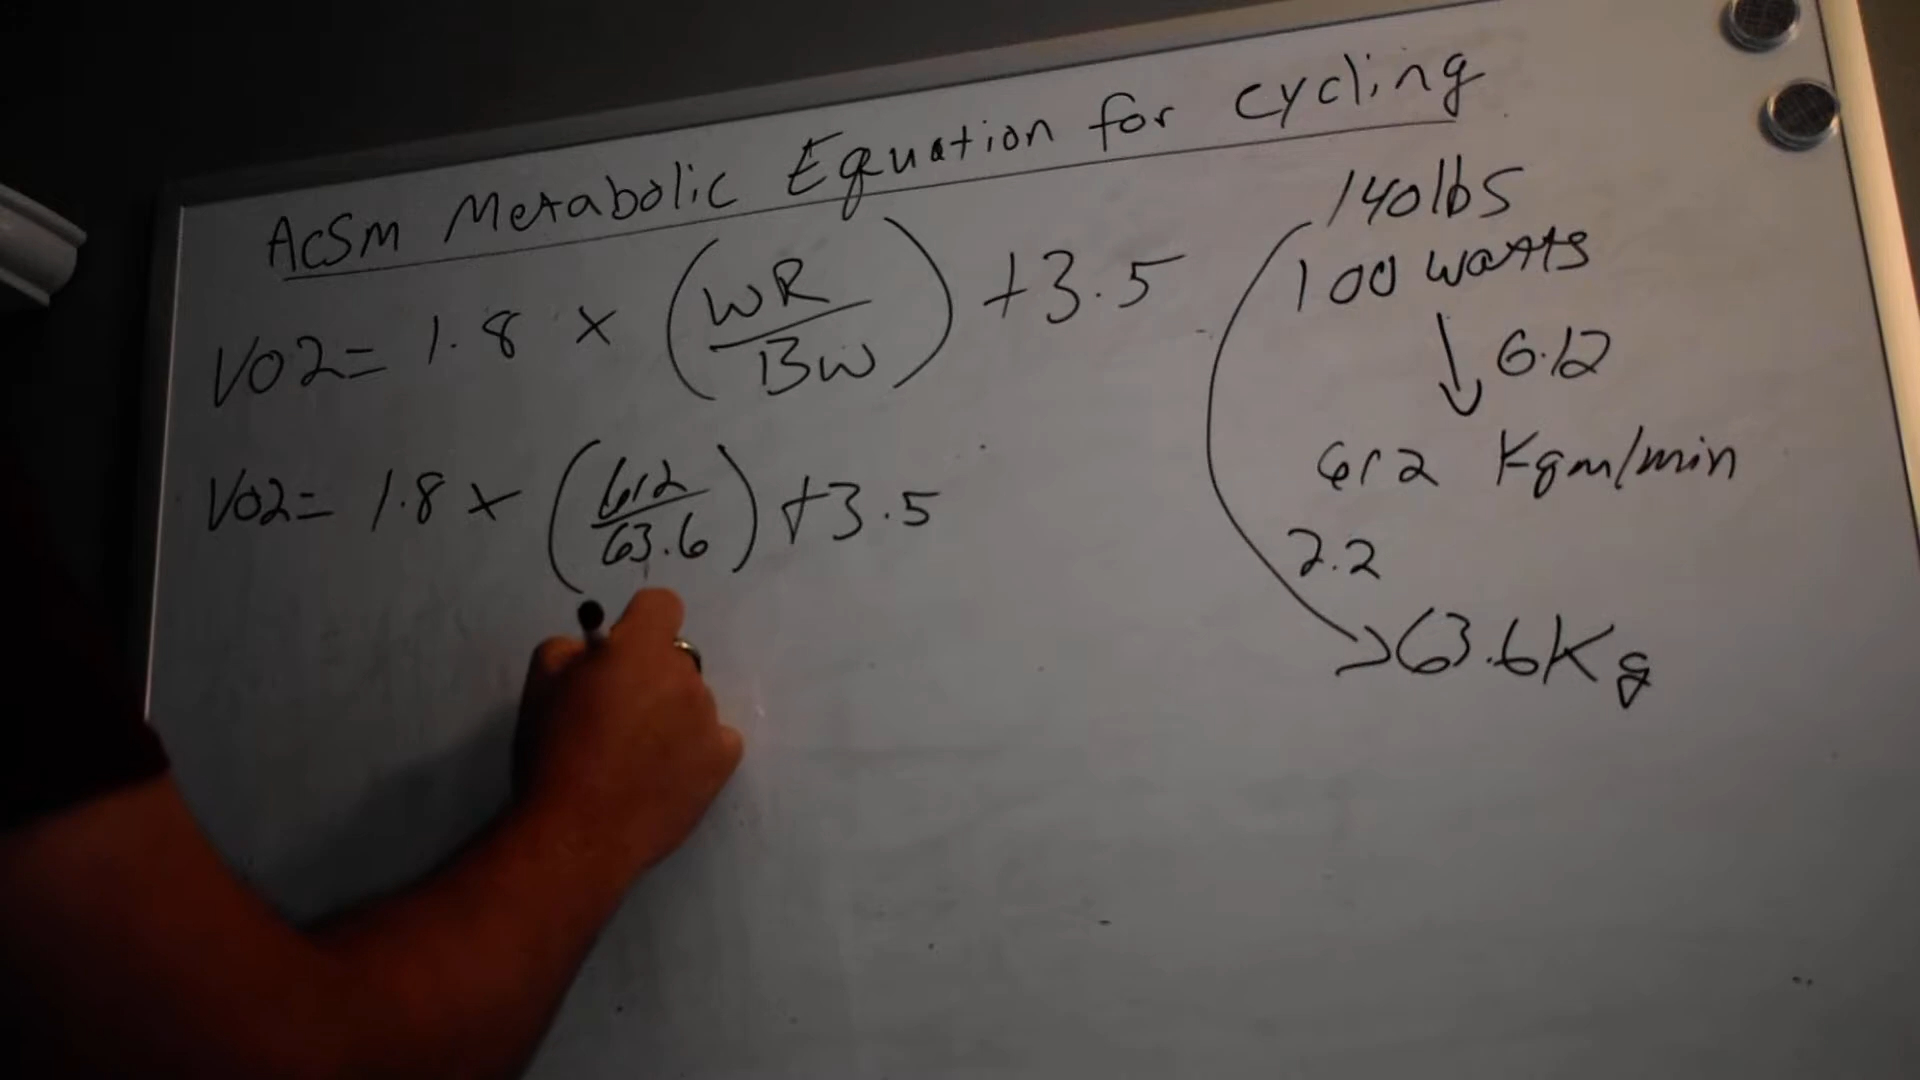 ACSM Metabolic Equation for cycling
VO2= 1.8 x (WR/BW) +3.5
VO2= 1.8 x (612/63.6) +3.5
140lbs
100 watts
6.12
612 Kgm/min
2.2
63.6Kg